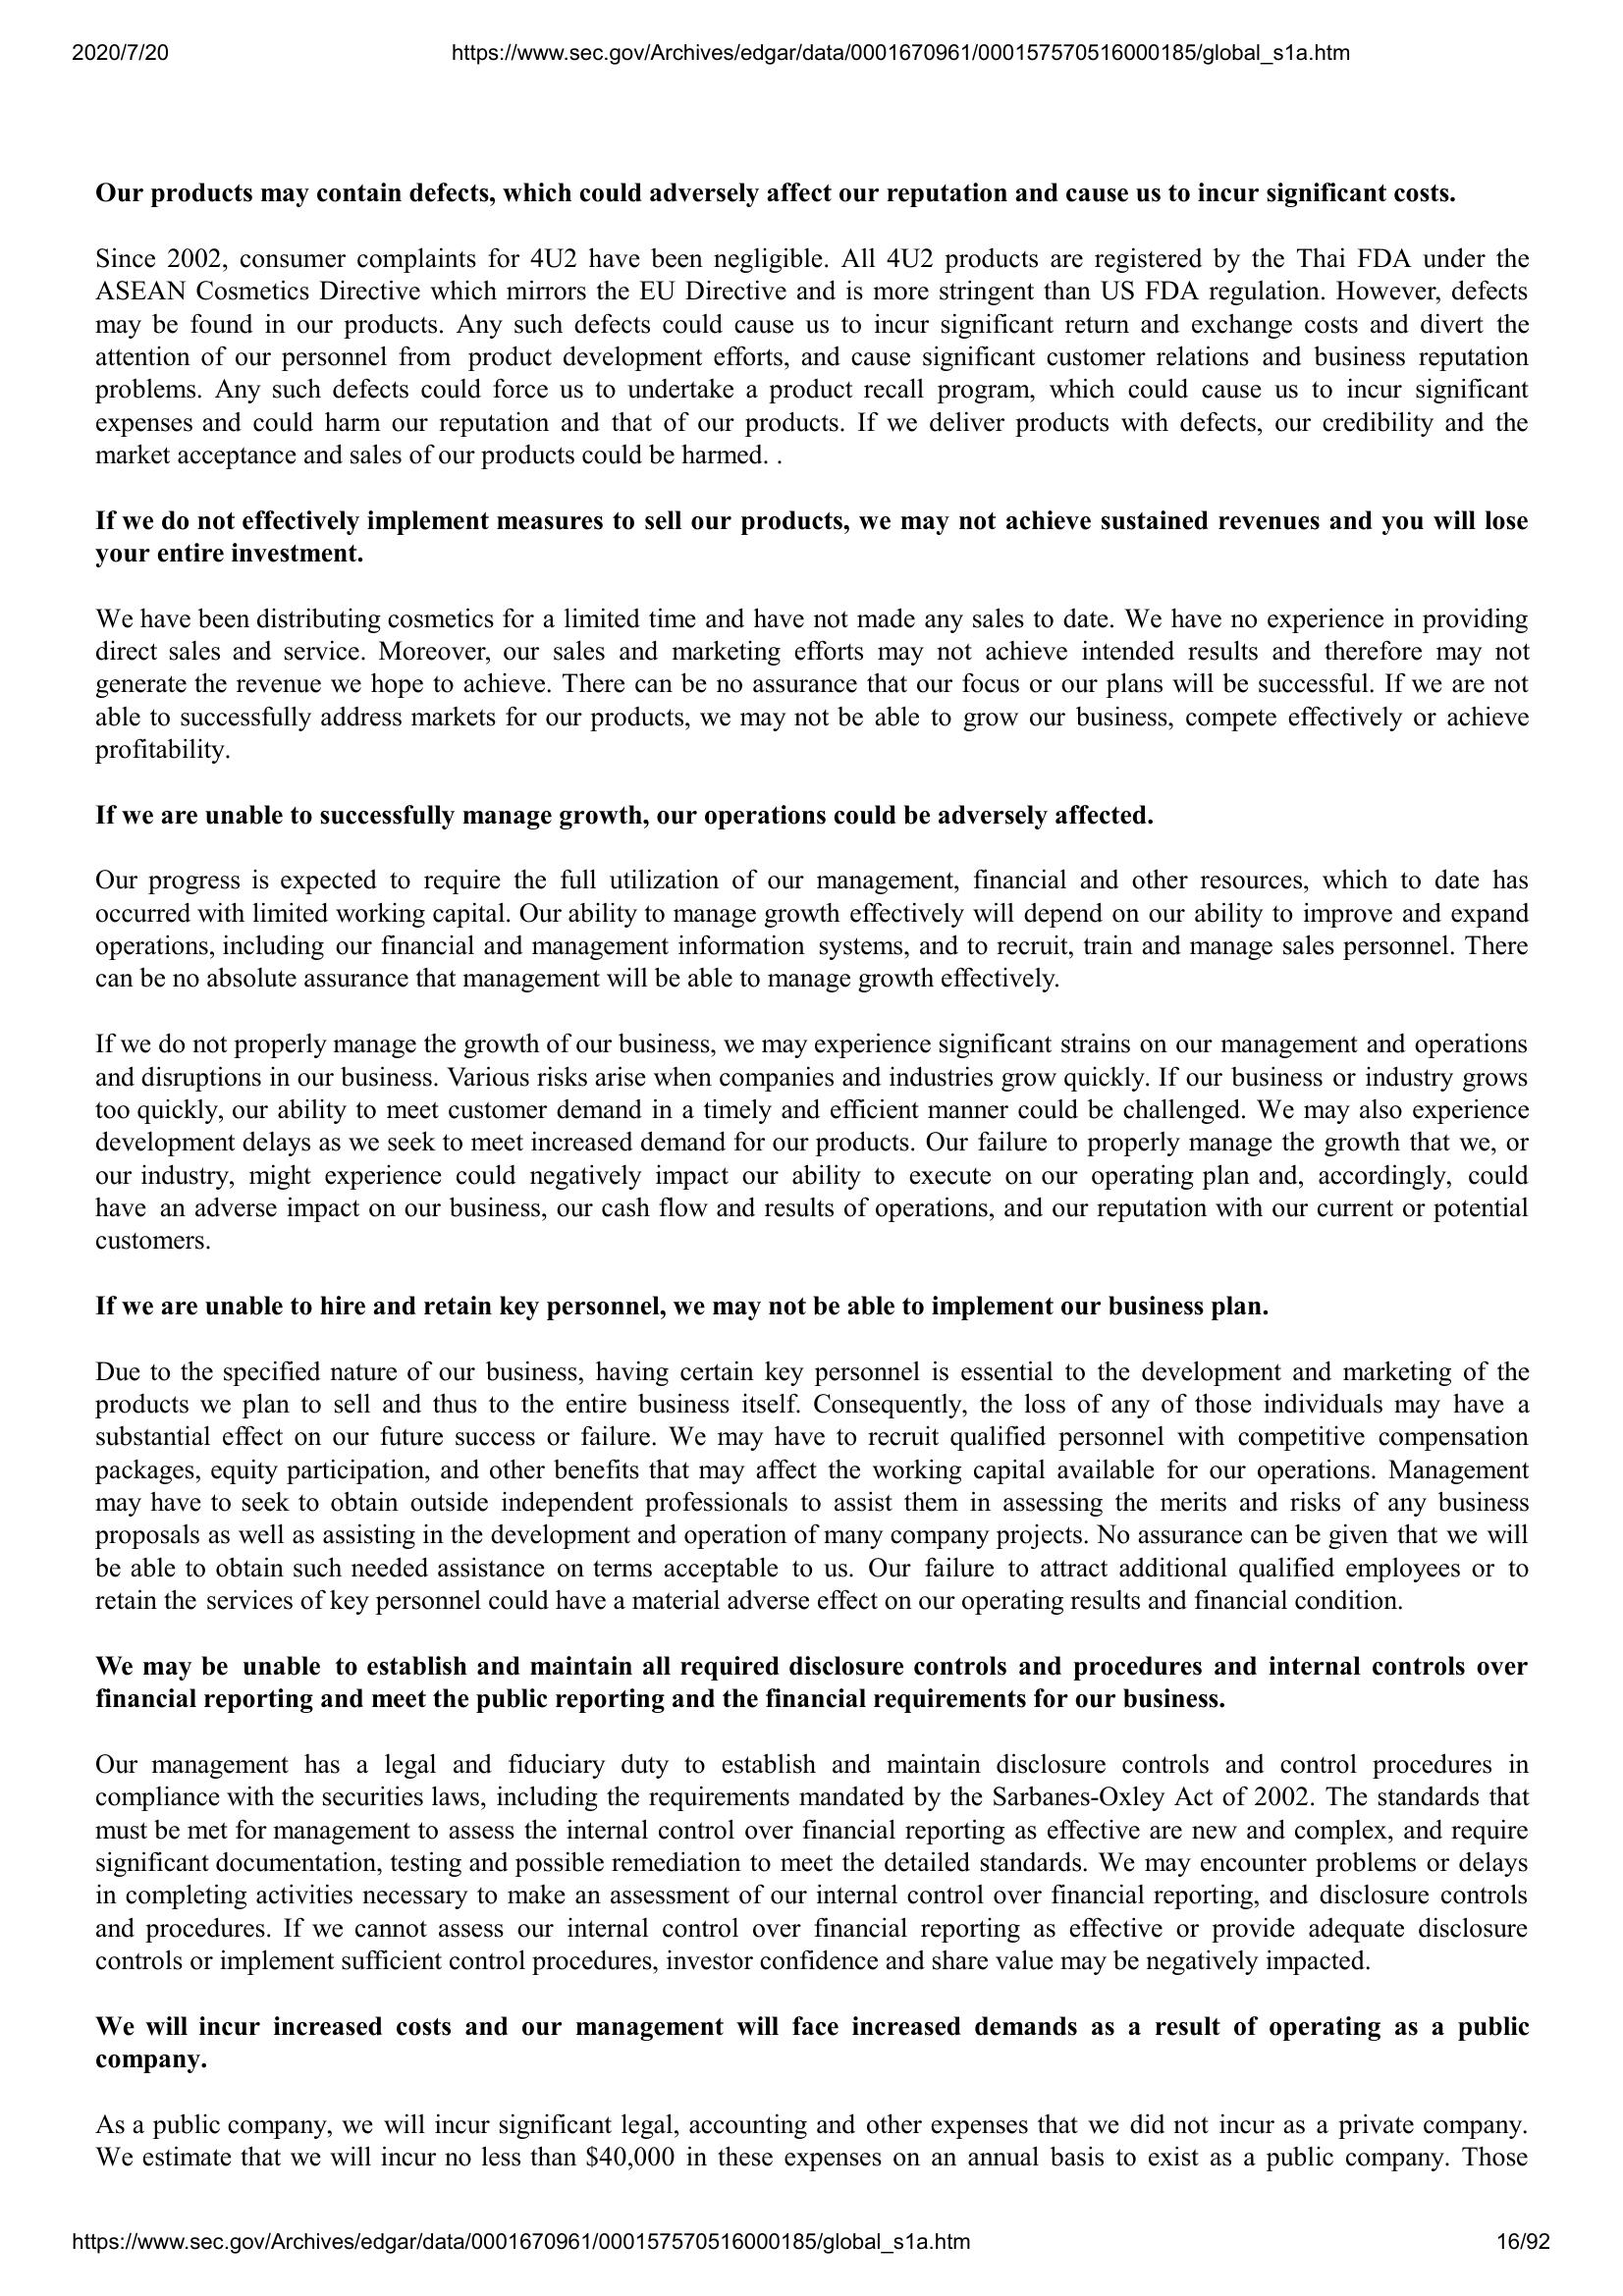 2020/7/20 https://www.sec.gov/Archives/edgar/data/0001670961/000157570516000185/global_s1a.htm
Our products may contain defects, which could adversely affect our reputation and cause us to incur significant costs.
Since 2002, consumer complaints for 4U2 have been negligible. All 4U2 products are registered by the Thai FDA under the
ASEAN Cosmetics Directive which mirrors the EU Directive and is more stringent than US FDA regulation. However, defects
may be found in our products. Any such defects could cause us to incur significant return and exchange costs and divert the
attention of our personnel from product development efforts, and cause significant customer relations and business reputation
problems. Any such defects could force us to undertake a product recall program, which could cause us to incur significant
expenses and could harm our reputation and that of our products. If we deliver products with defects, our credibility and the
market acceptance and sales of our products could be harmed. .
If we do not effectively implement measures to sell our products, we may not achieve sustained revenues and you will lose
your entire investment.
We have been distributing cosmetics for a limited time and have not made any sales to date. We have no experience in providing
direct sales and service. Moreover, our sales and marketing efforts may not achieve intended results and therefore may not
generate the revenue we hope to achieve. There can be no assurance that our focus or our plans will be successful. If we are not
able to successfully address markets for our products, we may not be able to grow our business, compete effectively or achieve
profitability.
If we are unable to successfully manage growth, our operations could be adversely affected.
Our progress is expected to require the full utilization of our management, financial and other resources, which to date has
occurred with limited working capital. Our ability to manage growth effectively will depend on our ability to improve and expand
operations, including our financial and management information systems, and to recruit, train and manage sales personnel. There
can be no absolute assurance that management will be able to manage growth effectively.
If we do not properly manage the growth of our business, we may experience significant strains on our management and operations
and disruptions in our business. Various risks arise when companies and industries grow quickly. If our business or industry grows
too quickly, our ability to meet customer demand in a timely and efficient manner could be challenged. We may also experience
development delays as we seek to meet increased demand for our products. Our failure to properly manage the growth that we, or
our industry, might experience could negatively impact our ability to execute on our operating plan and, accordingly, could
have an adverse impact on our business, our cash flow and results of operations, and our reputation with our current or potential
customers.
If we are unable to hire and retain key personnel, we may not be able to implement our business plan.
Due to the specified nature of our business, having certain key personnel is essential to the development and marketing of the
products we plan to sell and thus to the entire business itself. Consequently, the loss of any of those individuals may have a
substantial effect on our future success or failure. We may have to recruit qualified personnel with competitive compensation
packages, equity participation, and other benefits that may affect the working capital available for our operations. Management
may have to seek to obtain outside independent professionals to assist them in assessing the merits and risks of any business
proposals as well as assisting in the development and operation of many company projects. No assurance can be given that we will
be able to obtain such needed assistance on terms acceptable to us. Our failure to attract additional qualified employees or to
retain the services of key personnel could have a material adverse effect on our operating results and financial condition.
We may be unable to establish and maintain all required disclosure controls and procedures and internal controls over
financial reporting and meet the public reporting and the financial requirements for our business.
Our management has a legal and fiduciary duty to establish and maintain disclosure controls and control procedures in
compliance with the securities laws, including the requirements mandated by the Sarbanes-Oxley Act of 2002. The standards that
must be met for management to assess the internal control over financial reporting as effective are new and complex, and require
significant documentation, testing and possible remediation to meet the detailed standards. We may encounter problems or delays
in completing activities necessary to make an assessment of our internal control over financial reporting, and disclosure controls
and procedures. If we cannot assess our internal control over financial reporting as effective or provide adequate disclosure
controls or implement sufficient control procedures, investor confidence and share value may be negatively impacted.
We will incur increased costs and our management will face increased demands as a result of operating as a public
company.
As a public company, we will incur significant legal, accounting and other expenses that we did not incur as a private company.
We estimate that we will incur no less than $40,000 in these expenses on an annual basis to exist as a public company. Those
https://www.sec.gov/Archives/edgar/data/0001670961/000157570516000185/global_s1a.htm 16/92